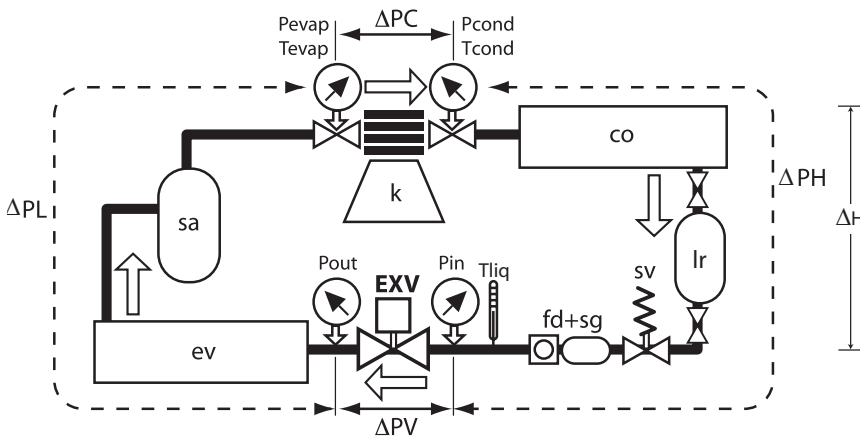 Pevap
Tevap
ΔPC
Pcond
Tcond
co
k
ΔPL
sa
ΔPH
ΔH
lr
Pout
EXV
Pin
Tliq
sv
fd+sg
ev
ΔPV